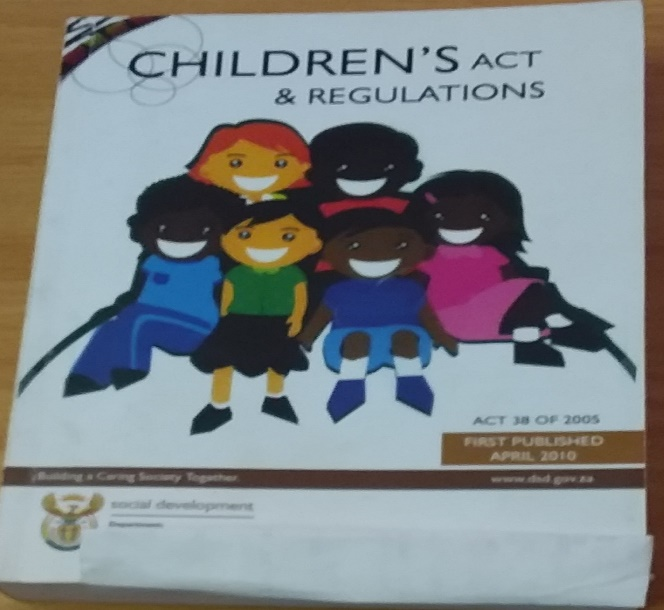 CHILDREN'S ACT
& REGULATIONS
ACT 38 OF 2005
FIRST PUBLISHED
APRIL 2010
Building a Caring Society Together.
www.dsd.gov.za
social development
Department: